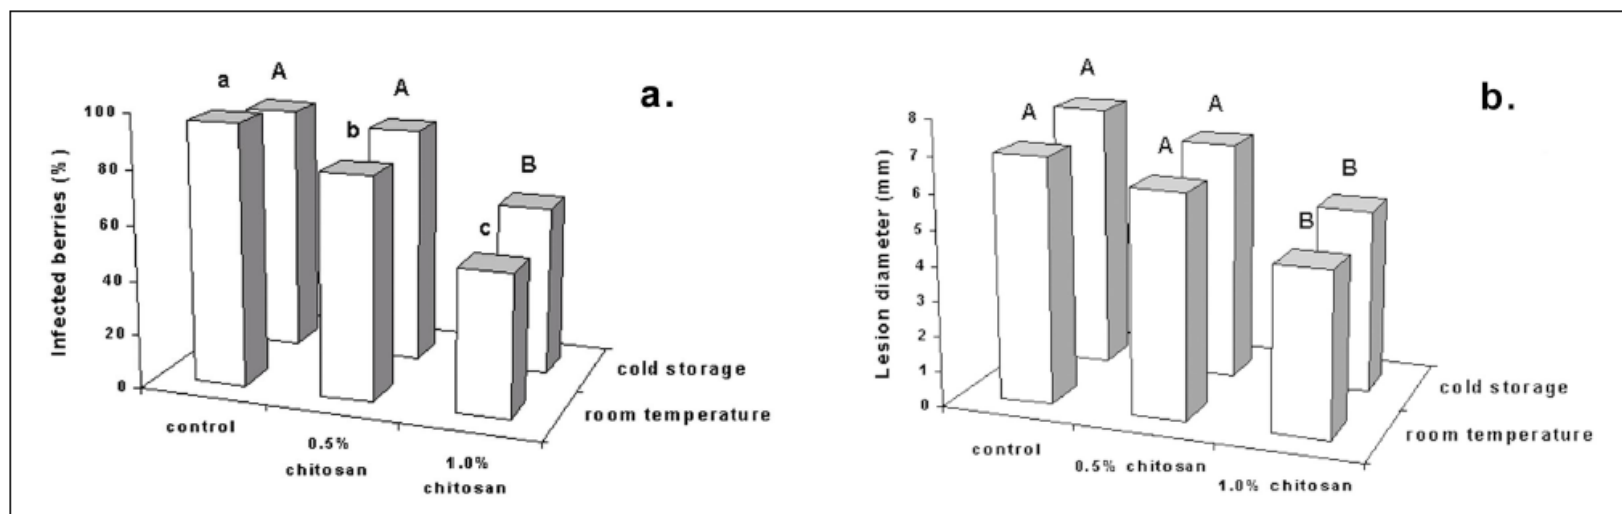 a.
a A
A
b
B
c
Infected berries (%)
100
80
60
40
20
0
control
0.5%
chitosan
1.0%
chitosan
cold storage
room temperature
b.
A
A
A
A
B
B
Lesion diameter (mm)
8
7
6
5
4
3
2
1
0
control
0.5% chitosan
1.0% chitosan
cold storage
room temperature